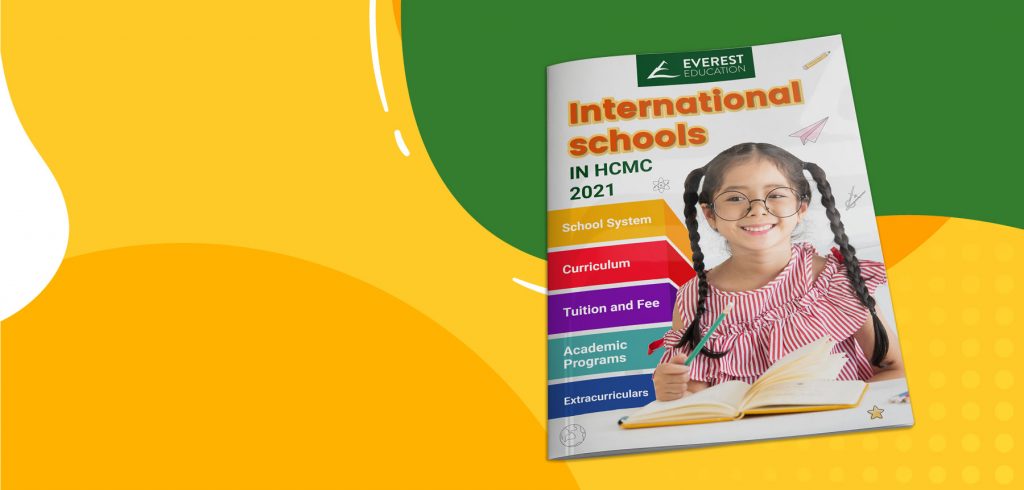 EVEREST
EDUCATION
International
schools
IN HCMC
2021
School System
Curriculum
Tuition and Fee
Academic
Programs
Extracurriculars